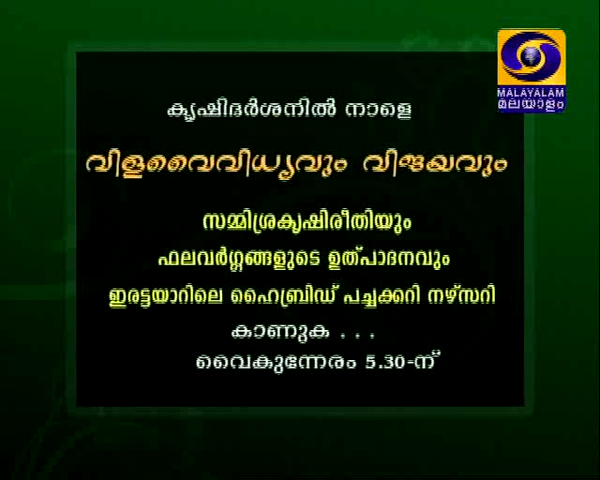 MALAYALAM
മലയാളം
കൃഷിദർശനിൽ നാളെ
വിളവൈവിധ്യവും വിജയവും
സമ്മിശ്രകൃഷിരീതിയും
ഫലവർഗ്ഗങ്ങളുടെ ഉത്പാദനവും
ഇരട്ടയാറിലെ ഹൈബ്രിഡ് പച്ചക്കറി നഴ്സറി
കാണുക . . .
വൈകുന്നേരം 5.30-ന്